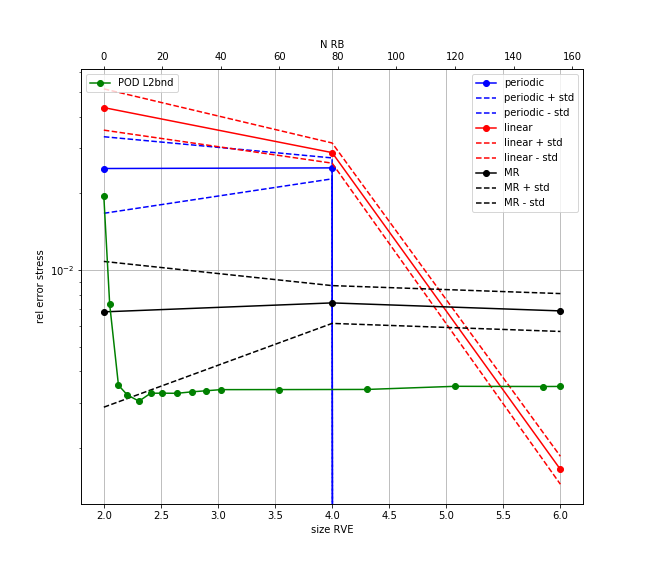 N RB
0 20 40 60 80 100 120 140 160
POD L2bnd
periodic
periodic + std
periodic - std
linear
linear + std
linear - std
MR
MR + std
MR - std
rel error stress
10⁻²
2.0 2.5 3.0 3.5 4.0 4.5 5.0 5.5 6.0
size RVE